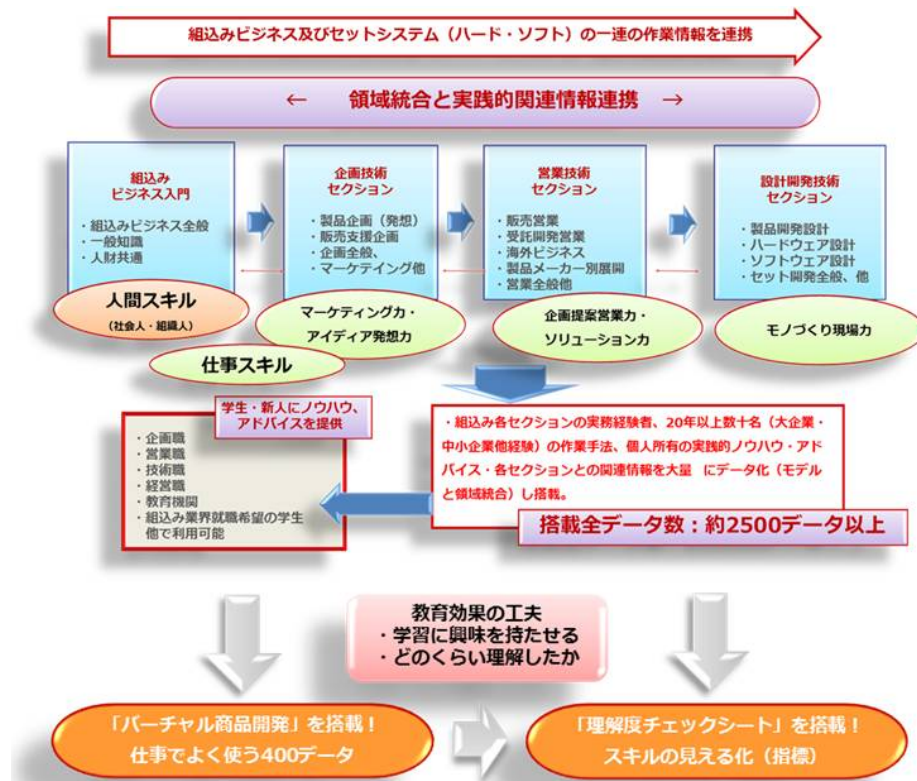 組込みビジネス及びセットシステム（ハード・ソフト）の一連の作業情報を連携
← 領域統合と実践的関連情報連携 →
組込み
ビジネス入門
・組込みビジネス全般
・一般知識
・人財共通
人間スキル
（社会人・組織人）
企画技術
セクション
・製品企画（発想）
・販売支援企画
・企画全般、
・マーケテイング他
マーケティング力・
アイディア発想力
仕事スキル
営業技術
セクション
・販売営業
・受託開発営業
・海外ビジネス
・製品メーカー別展開
・営業全般他
企画提案営業力・
ソリューション力
設計開発技術
セクション
・製品開発設計
・ハードウェア設計
・ソフトウェア設計
・セット開発全般、他
モノづくり現場力
学生・新人にノウハウ、
アドバイスを提供
・企画職
・営業職
・技術職
・経営職
・教育機関
・組込み業界就職希望の学生
他で利用可能
・組込み各セクションの実務経験者、20年以上数十名（大企業・
中小企業他経験）の作業手法、個人所有の実践的ノウハウ・アド
バイス・各セクションとの関連情報を大量 にデータ化（モデル
と領域統合）し搭載。
搭載全データ数：約2500データ以上
教育効果の工夫
・学習に興味を持たせる
・どのくらい理解したか
「バーチャル商品開発」を搭載！
仕事でよく使う400データ
「理解度チェックシート」を搭載！
スキルの見える化（指標）